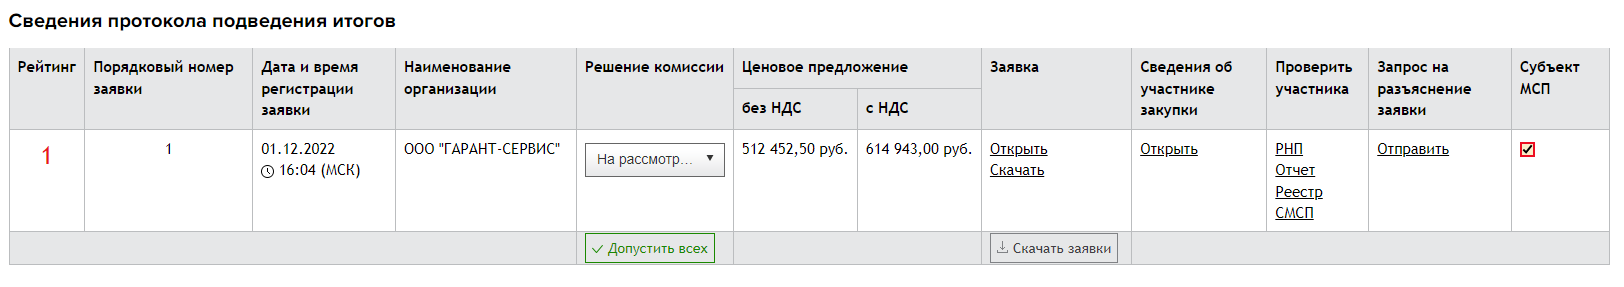 Сведения протокола подведения итогов
Рейтинг
Порядковый номер
заявки
Дата и время
регистрации
заявки
Наименование
организации
Решение комиссии
Ценовое предложение
без НДС
с НДС
Заявка
Сведения об
участнике
закупки
Проверить
участника
Запрос на
разъяснение
заявки
Субъект
МСП
1
1
01.12.2022
16:04 (МСК)
ООО "ГАРАНТ-СЕРВИС"
На рассмотр...
512 452,50 руб.
614 943,00 руб.
Открыть
Скачать
Открыть
РНП
Отчет
Реестр
СМСП
Отправить
Допустить всех
Скачать заявки